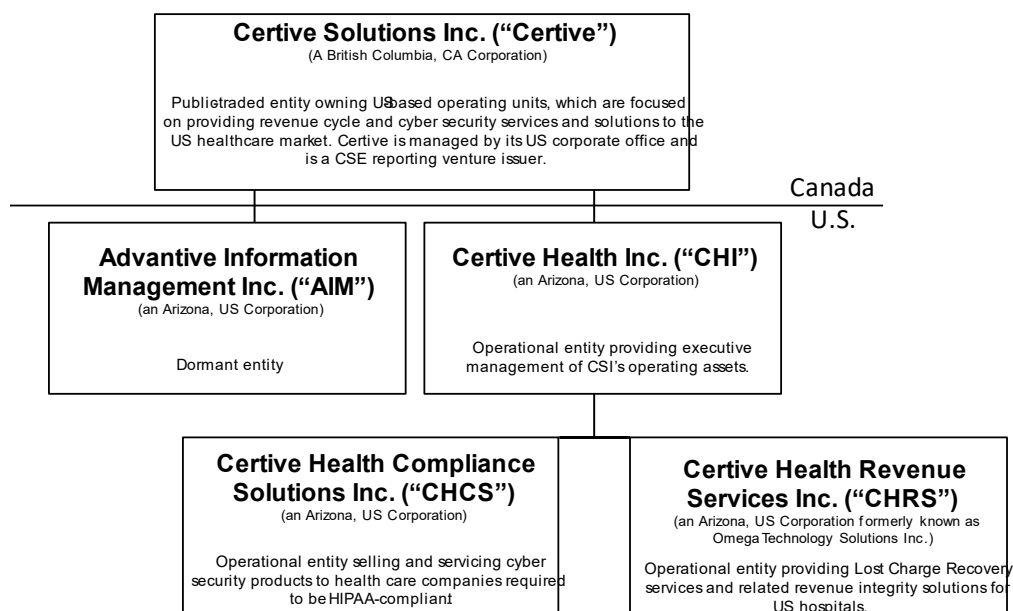 Certive Solutions Inc. (“Certive”)
(A British Columbia, CA Corporation)
Public-traded entity owning US-based operating units, which are focused
on providing revenue cycle and cyber security services and solutions to the
US healthcare market. Certive is managed by its US corporate office and
is a CSE reporting venture issuer.
Canada
U.S.
Advantive Information
Management Inc. (“AIM”)
(an Arizona, US Corporation)
Dormant entity
Certive Health Inc. (“CHI”)
(an Arizona, US Corporation)
Operational entity providing executive
management of CSI’s operating assets.
Certive Health Compliance
Solutions Inc. (“CHCS”)
(an Arizona, US Corporation)
Operational entity selling and servicing cyber
security products to health care companies required
to be HIPAA-compliant.
Certive Health Revenue
Services Inc. (“CHRS”)
(an Arizona, US Corporation formerly known as
Omega Technology Solutions Inc.)
Operational entity providing Lost Charge Recovery
services and related revenue integrity solutions for
US hospitals.